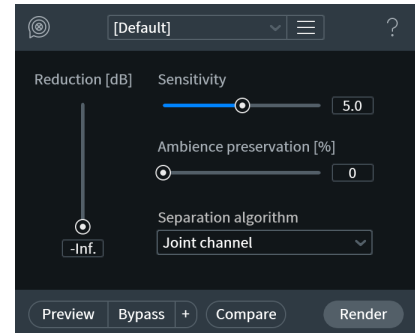 [Default]
?
Reduction [dB]
Sensitivity
5.0
Ambience preservation [%]
0
Separation algorithm
-Inf.
Joint channel
Preview
Bypass
+
Compare
Render